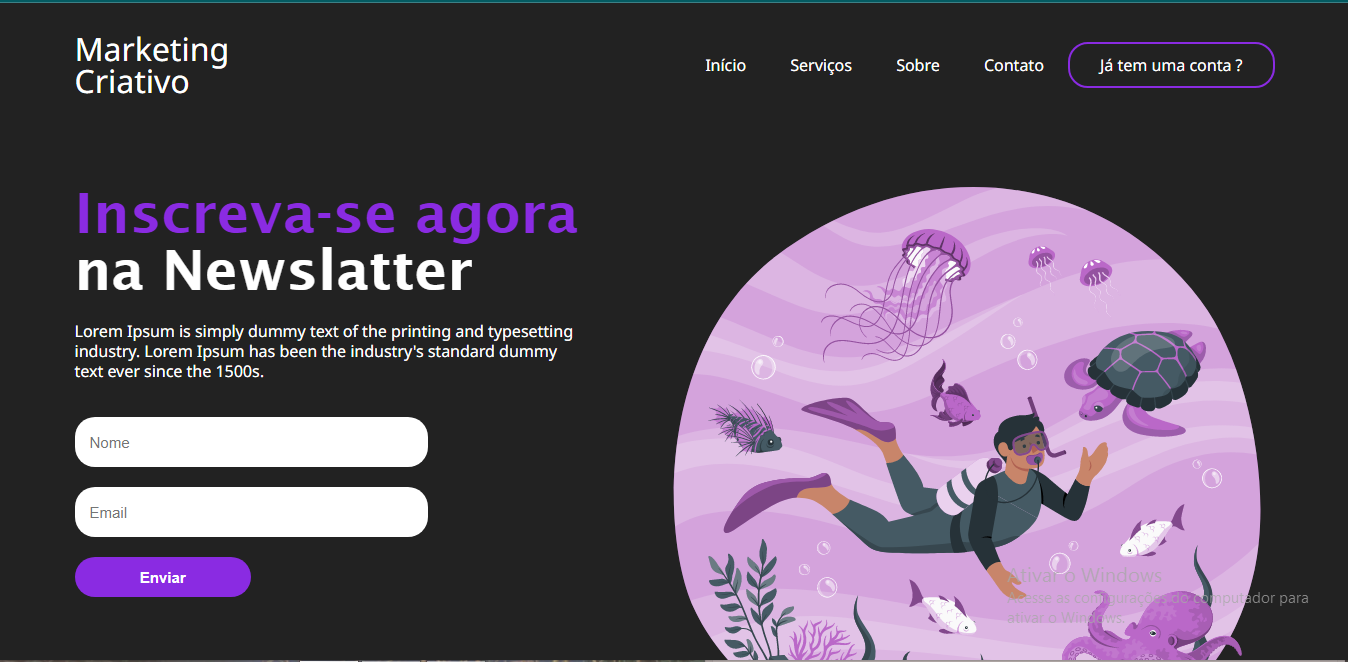 Marketing
Criativo
Início Serviços Sobre Contato Já tem uma conta ?
Inscreva-se agora
na Newslatter
Lorem Ipsum is simply dummy text of the printing and typesetting
industry. Lorem Ipsum has been the industry's standard dummy
text ever since the 1500s.
Nome
Email
Enviar
Ativar o Windows
Acesse as configurações do computador para
ativar o Windows.